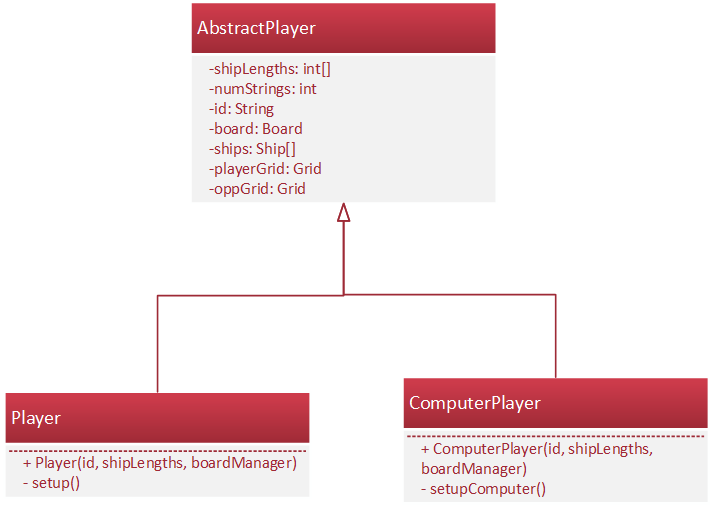 AbstractPlayer
-shipLengths: int[]
-numStrings: int
-id: String
-board: Board
-ships: Ship[]
-playerGrid: Grid
-oppGrid: Grid
Player
+ Player(id, shipLengths, boardManager)
- setup()
ComputerPlayer
+ ComputerPlayer(id, shipLengths,
boardManager)
- setupComputer()